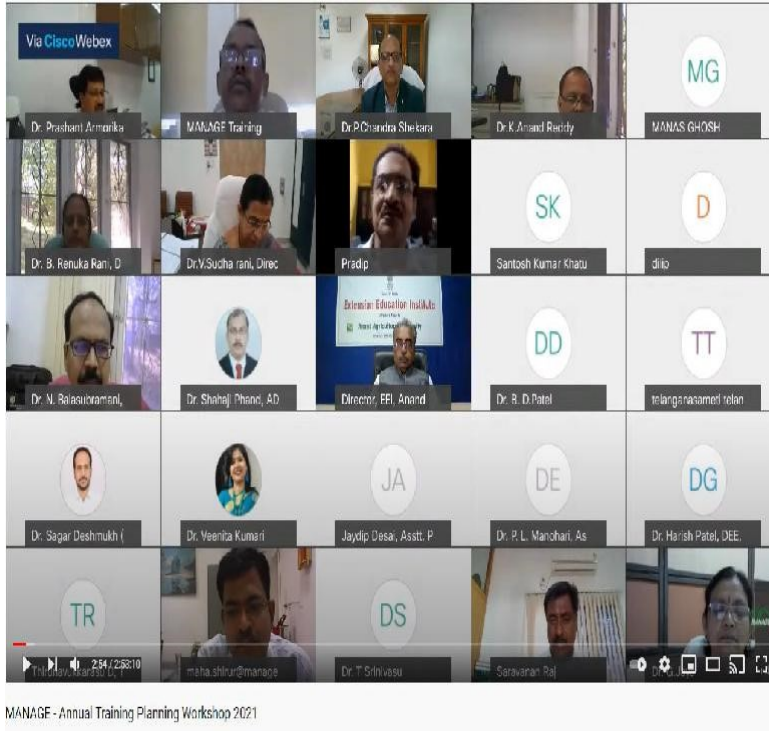 Via Cisco Webex
Dr. Prashant Armorika
MANAGE Training
Dr.P.Chandra Shekara
Dr.K.Anand Reddy
MG
MANAS GHOSH
Dr. B. Renuka Rani, D
Dr.V.Sudha rani, Direc
Pradip
SK
Santosh Kumar Khatu
D
dilip
Dr. N. Balasubramani,
Dr. Shahaji Phand, AD
Extension Education Institute
Director, EEI, Anand
DD
Dr. B. D.Patel
TT
telanganasameti telan
Dr. Sagar Deshmukh (
Dr. Veenita Kumari
JA
Jaydip Desai, Asstt. P
DE
Dr. P. L. Manohari, As
DG
Dr. Harish Patel, DEE,
TR
Thirunavukkarasu D, T
maha.shirur@manage
DS
Dr. T Srinivasu
Saravanan Raj
2:54 / 2:53:10
MANAGE - Annual Training Planning Workshop 2021